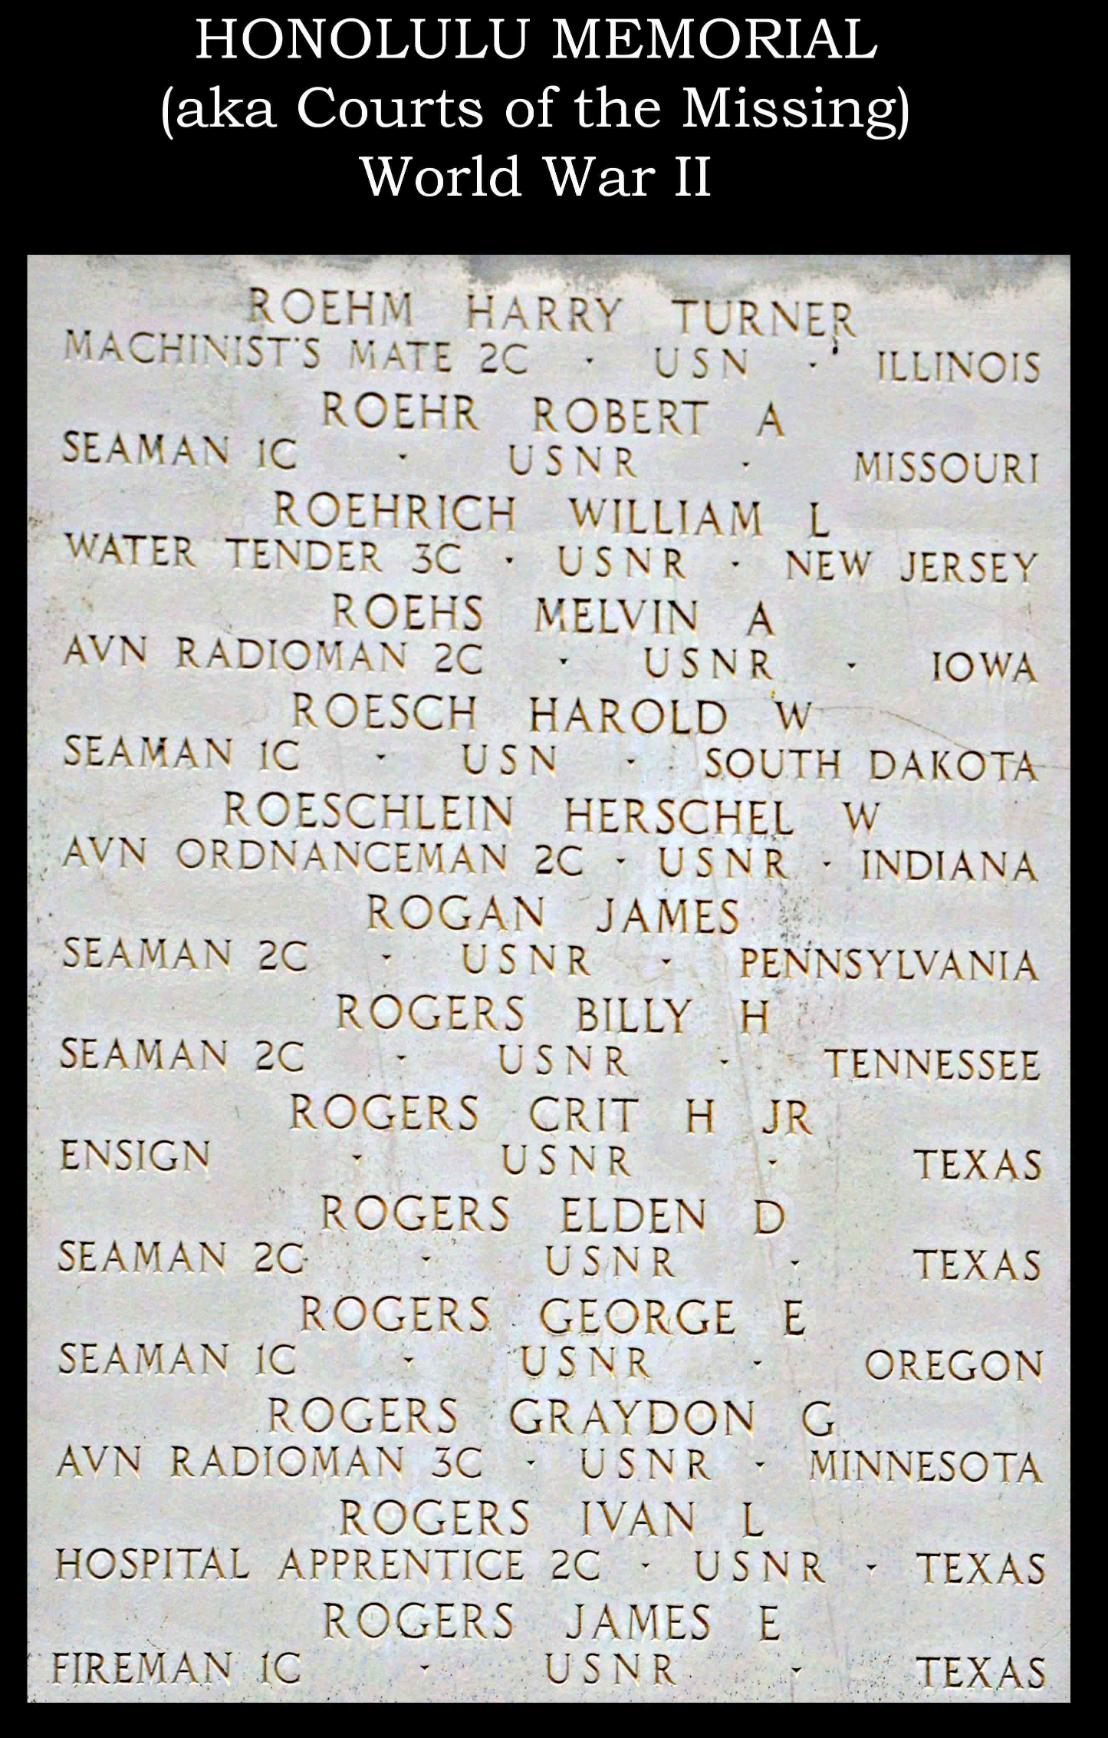 HONOLULU MEMORIAL
(aka Courts of the Missing)
World War II
ROEHM HARRY TURNER
MACHINIST'S MATE 2C · USN · ILLINOIS
ROEHR ROBERT A
SEAMAN 1C · USNR · MISSOURI
ROEHRICH WILLIAM L
WATER TENDER 3C · USNR · NEW JERSEY
ROEHS MELVIN A
AVN RADIOMAN 2C · USNR · IOWA
ROESCH HAROLD W
SEAMAN 1C · USN · SOUTH DAKOTA
ROESCHLEIN HERSCHEL W
AVN ORDNANCEMAN 2C · USNR · INDIANA
ROGAN JAMES
SEAMAN 2C · USNR · PENNSYLVANIA
ROGERS BILLY H
SEAMAN 2C · USNR · TENNESSEE
ROGERS CRIT H JR
ENSIGN · USNR · TEXAS
ROGERS ELDEN D
SEAMAN 2C · USNR · TEXAS
ROGERS GEORGE E
SEAMAN 1C · USNR · OREGON
ROGERS GRAYDON G
AVN RADIOMAN 3C · USNR · MINNESOTA
ROGERS IVAN L
HOSPITAL APPRENTICE 2C · USNR · TEXAS
ROGERS JAMES E
FIREMAN 1C · USNR · TEXAS